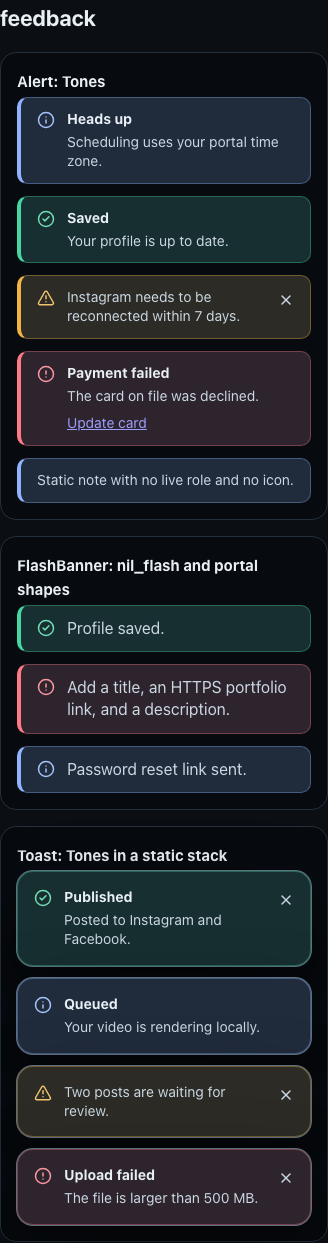 feedback
Alert: Tones
Heads up
Scheduling uses your portal time
zone.
Saved
Your profile is up to date.
Instagram needs to be
reconnected within 7 days.
Payment failed
The card on file was declined.
Update card
Static note with no live role and no icon.
FlashBanner: nil_flash and portal
shapes
Profile saved.
Add a title, an HTTPS portfolio
link, and a description.
Password reset link sent.
Toast: Tones in a static stack
Published
Posted to Instagram and
Facebook.
Queued
Your video is rendering locally.
Two posts are waiting for
review.
Upload failed
The file is larger than 500 MB.